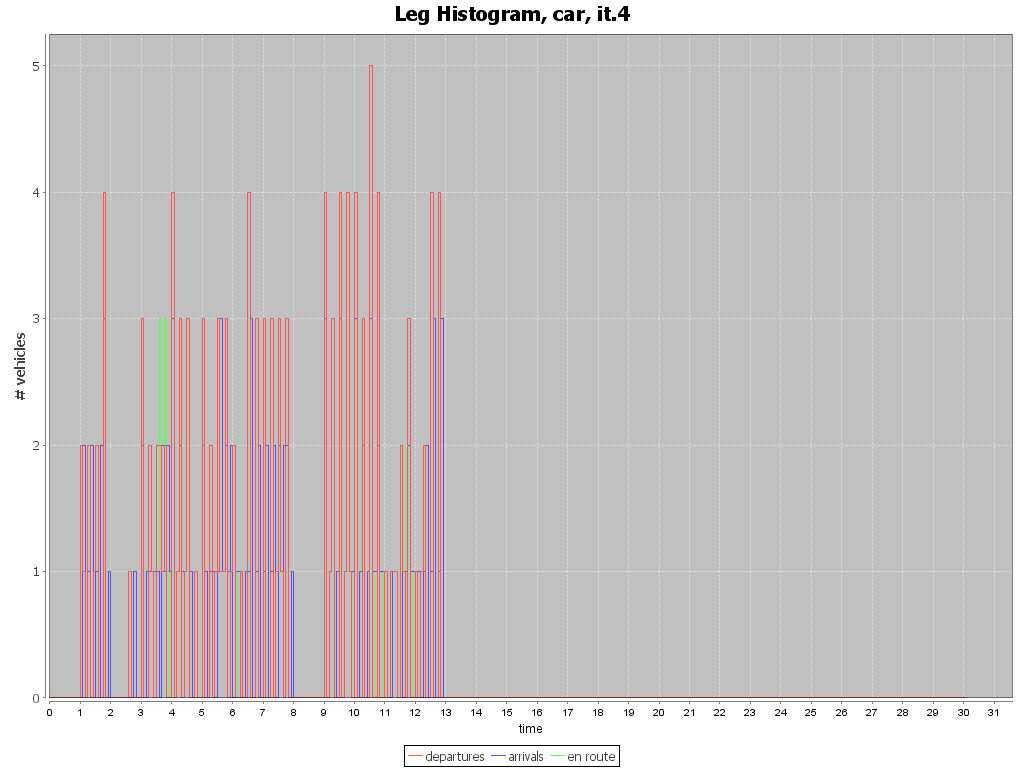 Leg Histogram, car, it.4
# vehicles
5
4
3
2
1
0
0 1 2 3 4 5 6 7 8 9 10 11 12 13 14 15 16 17 18 19 20 21 22 23 24 25 26 27 28 29 30 31
time
departures arrivals en route